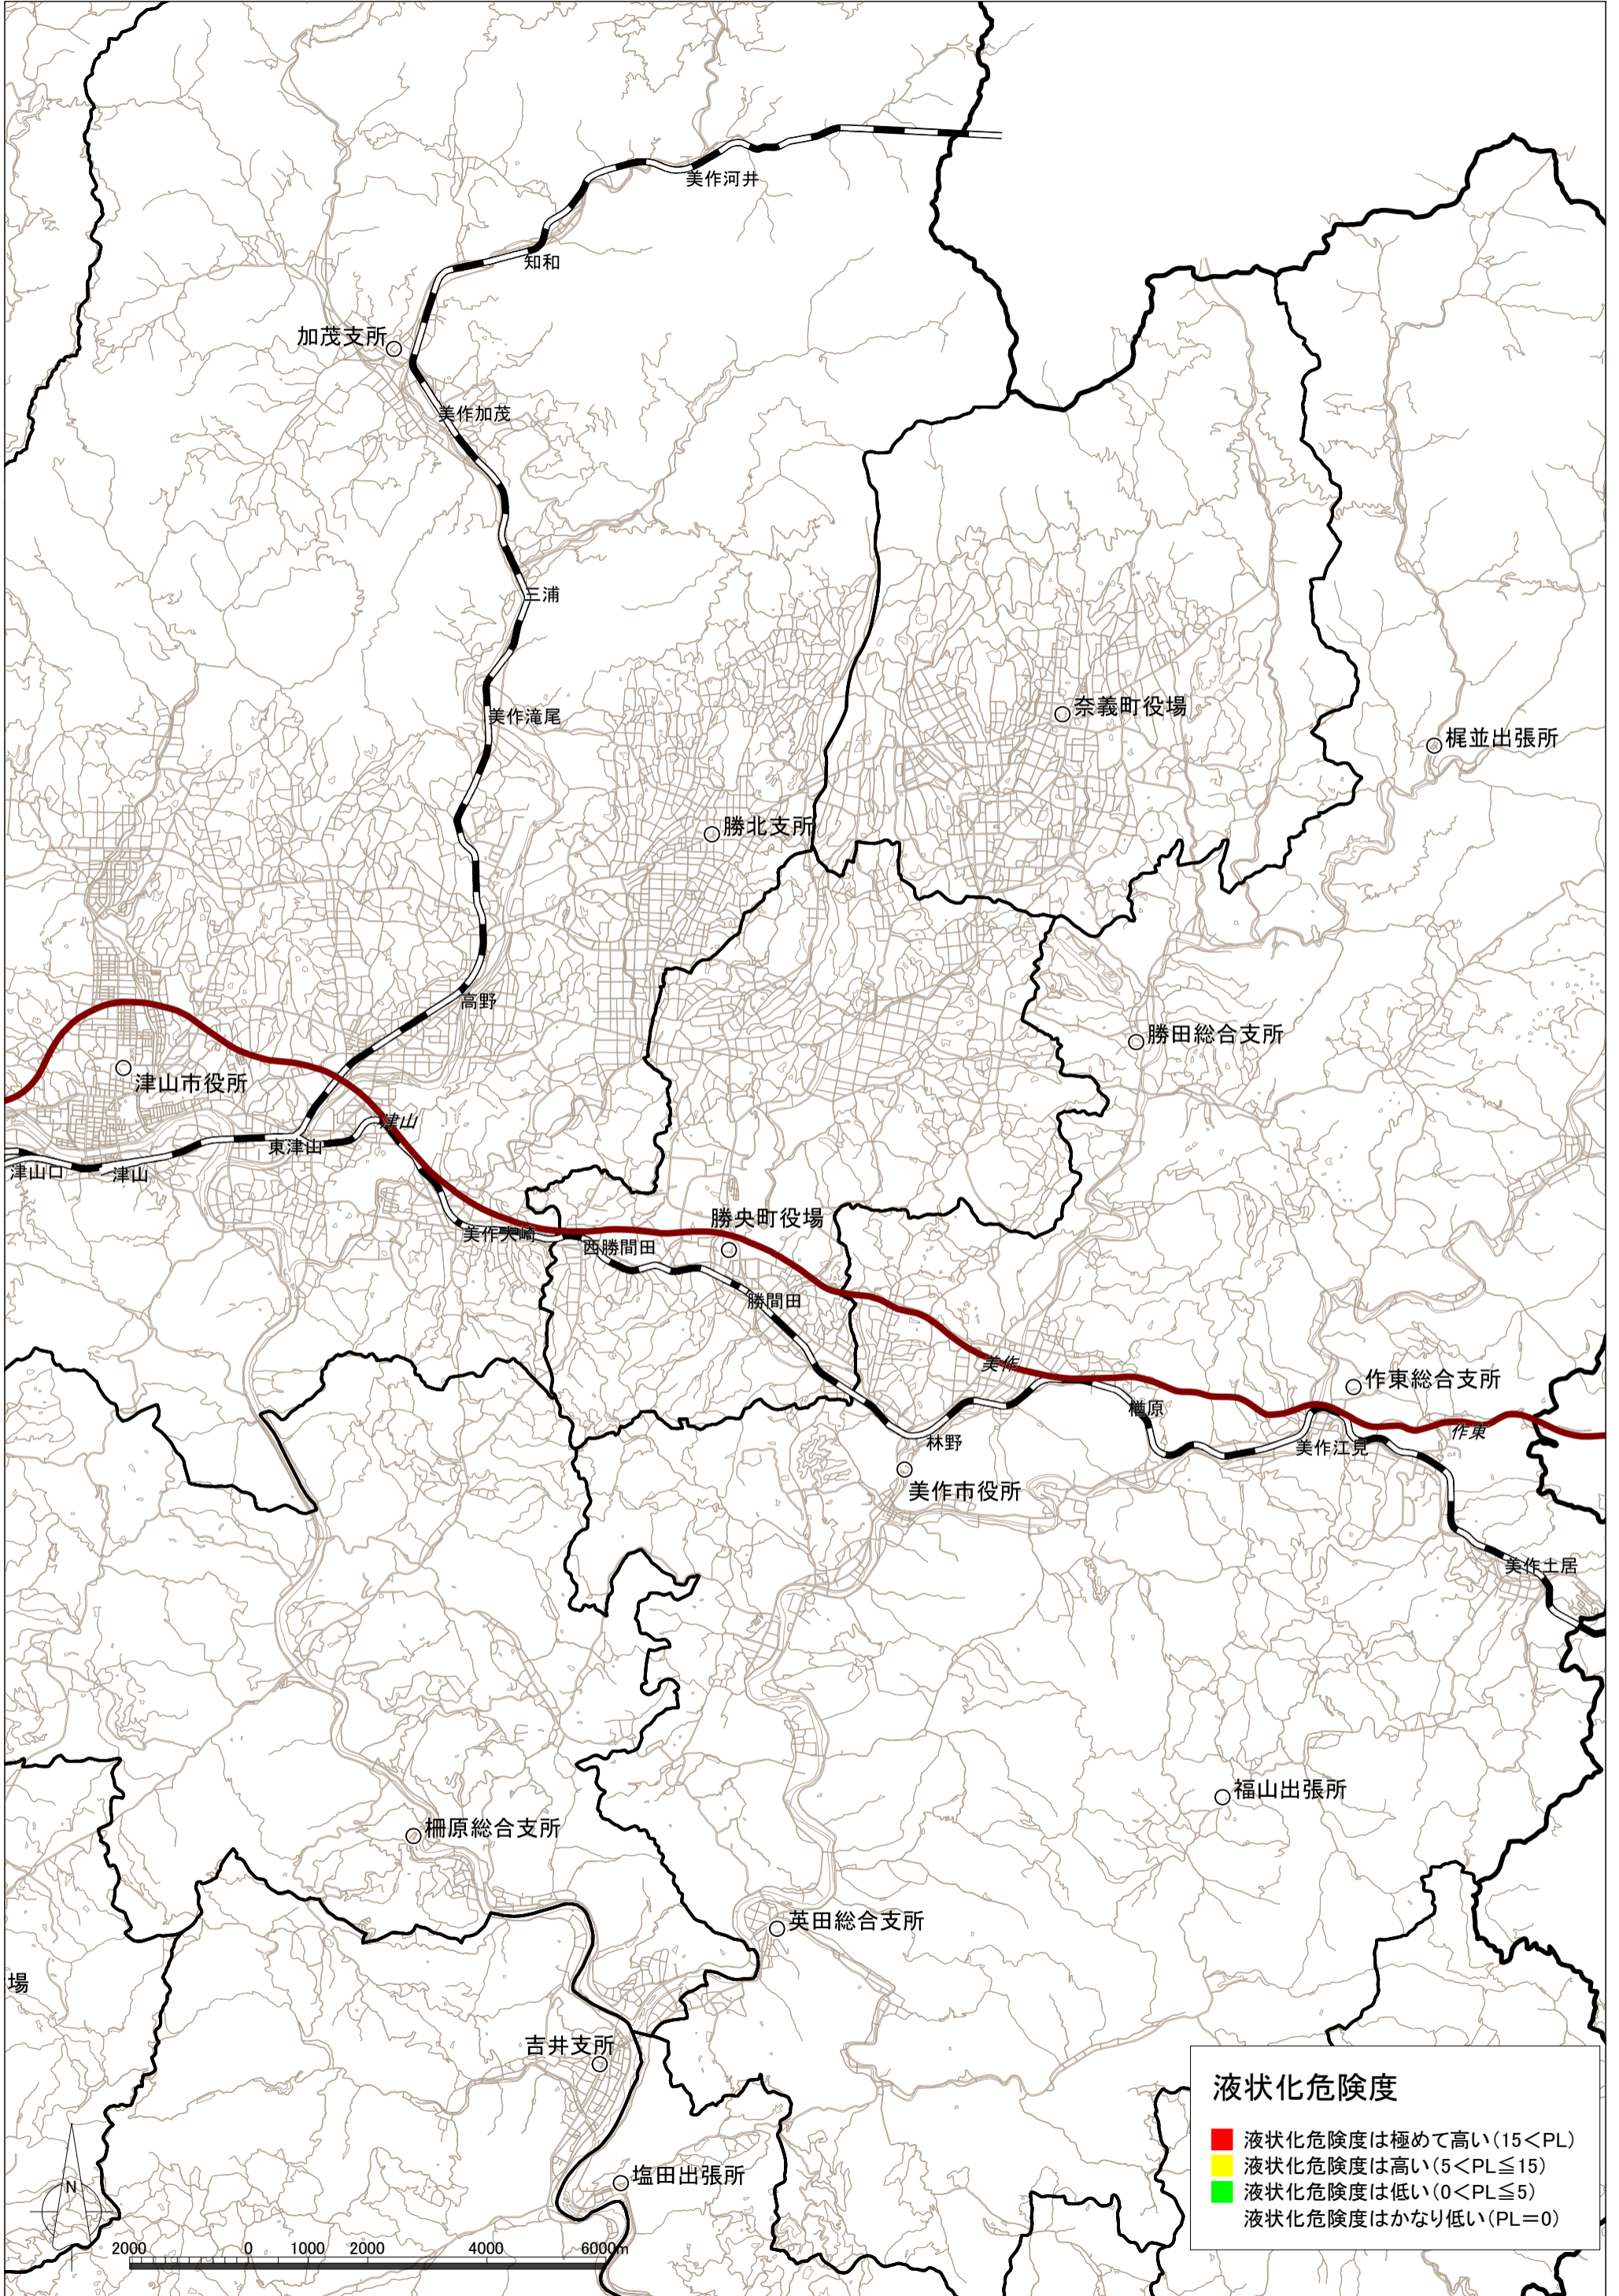 美作河井
知和
加茂支所
美作加茂
三浦
美作滝尾
奈義町役場
梶並出張所
勝北支所
高野
勝田総合支所
津山市役所
津山
東津山
津山口
津山
勝央町役場
美作大崎
西勝間田
勝間田
美作
作東総合支所
楢原
作東
林野
美作江見
美作市役所
美作土居
福山出張所
柵原総合支所
英田総合支所
場
吉井支所
塩田出張所
液状化危険度
液状化危険度は極めて高い(15<PL)
液状化危険度は高い(5<PL≦15)
液状化危険度は低い(0<PL≦5)
液状化危険度はかなり低い(PL=0)
N
2000 0 1000 2000 4000 6000m